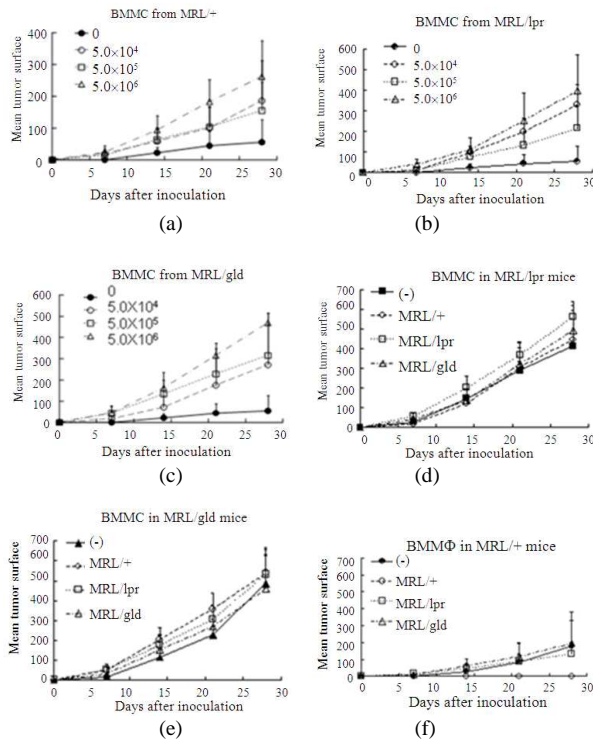 BMMC from MRL/+
400
300
200
100
0
Mean tumor surface
0
5.0×10⁴
5.0×10⁵
5.0×10⁶
0 5 10 15 20 25 30
Days after inoculation
(a)
BMMC from MRL/lpr
600
500
400
300
200
100
0
Mean tumor surface
0
5.0×10⁴
5.0×10⁵
5.0×10⁶
0 5 10 15 20 25 30
Days after inoculation
(b)
BMMC from MRL/gld
600
500
400
300
200
100
0
Mean tumor surface
0
5.0X10⁴
5.0X10⁵
5.0X10⁶
0 5 10 15 20 25 30
Days after inoculation
(c)
BMMC in MRL/lpr mice
700
600
500
400
300
200
100
0
Mean tumor surface
(-)
MRL/+
MRL/lpr
MRL/gld
0 5 10 15 20 25 30
Days after inoculation
(d)
BMMC in MRL/gld mice
700
600
500
400
300
200
100
0
Mean tumor surface
(-)
MRL/+
MRL/lpr
MRL/gld
0 5 10 15 20 25 30
Days after inoculation
(e)
BMMΦ in MRL/+ mice
700
600
500
400
300
200
100
0
Mean tumor surface
(-)
MRL/+
MRL/lpr
MRL/gld
0 5 10 15 20 25 30
Days after inoculation
(f)